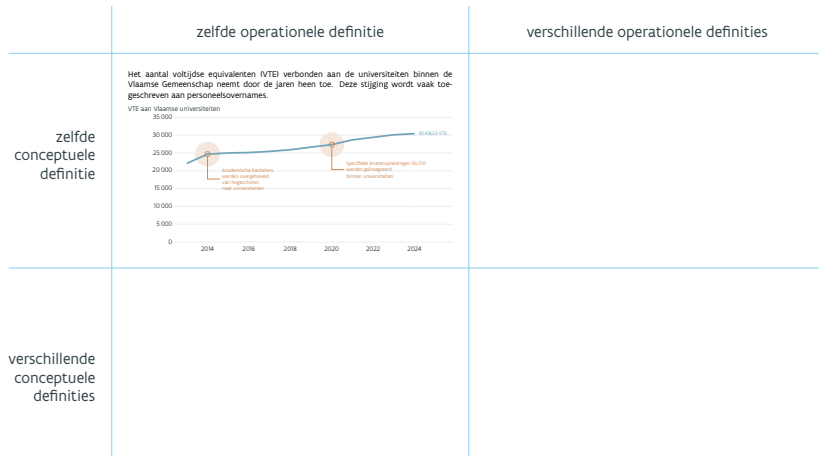 zelfde operationele definitie
verschillende operationele definities
zelfde
conceptuele
definitie
Het aantal voltijdse equivalenten (VTE) verbonden aan de universiteiten binnen de
Vlaamse Gemeenschap neemt door de jaren heen toe. Deze stijging wordt vaak toe-
geschreven aan personeelsovernames.
VTE aan Vlaamse universiteiten
35 000
30 000
25 000
20 000
15 000
10 000
5 000
0
VTE
Academische bachelors
werden overgeheveld
van hogescholen
naar universiteiten
Specifieke lerarenopleidingen (SLO's)
werden geïntegreerd
binnen universiteiten
2014
2016
2018
2020
2022
2024
verschillende
conceptuele
definities